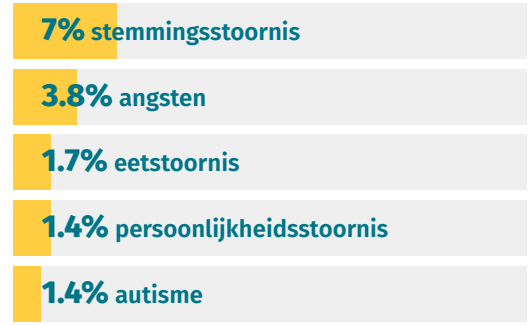 7% stemmingsstoornis
3.8% angsten
1.7% eetstoornis
1.4% persoonlijkheidsstoornis
1.4% autisme